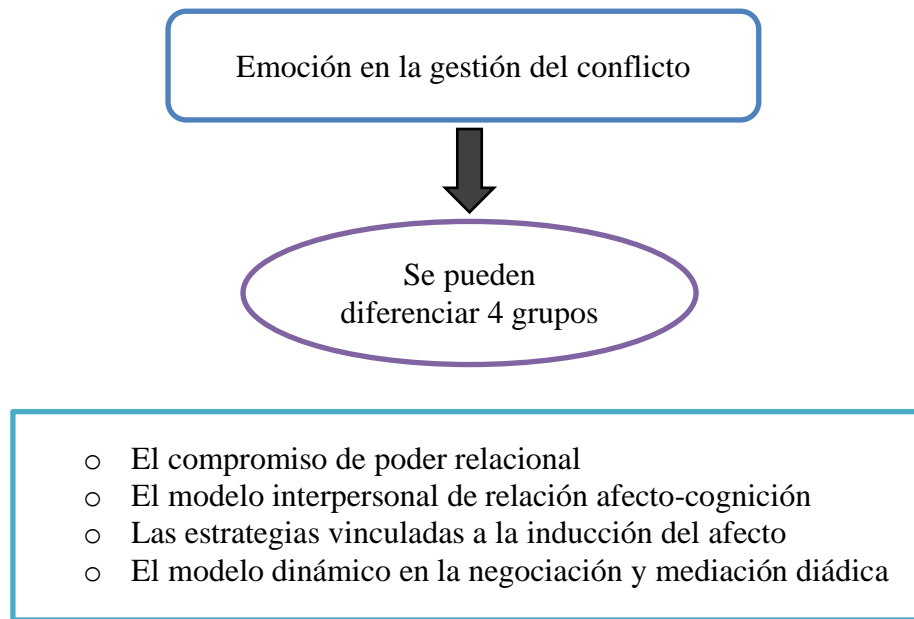 Emoción en la gestión del conflicto
Se pueden
diferenciar 4 grupos
o El compromiso de poder relacional
o El modelo interpersonal de relación afecto-cognición
o Las estrategias vinculadas a la inducción del afecto
o El modelo dinámico en la negociación y mediación diádica